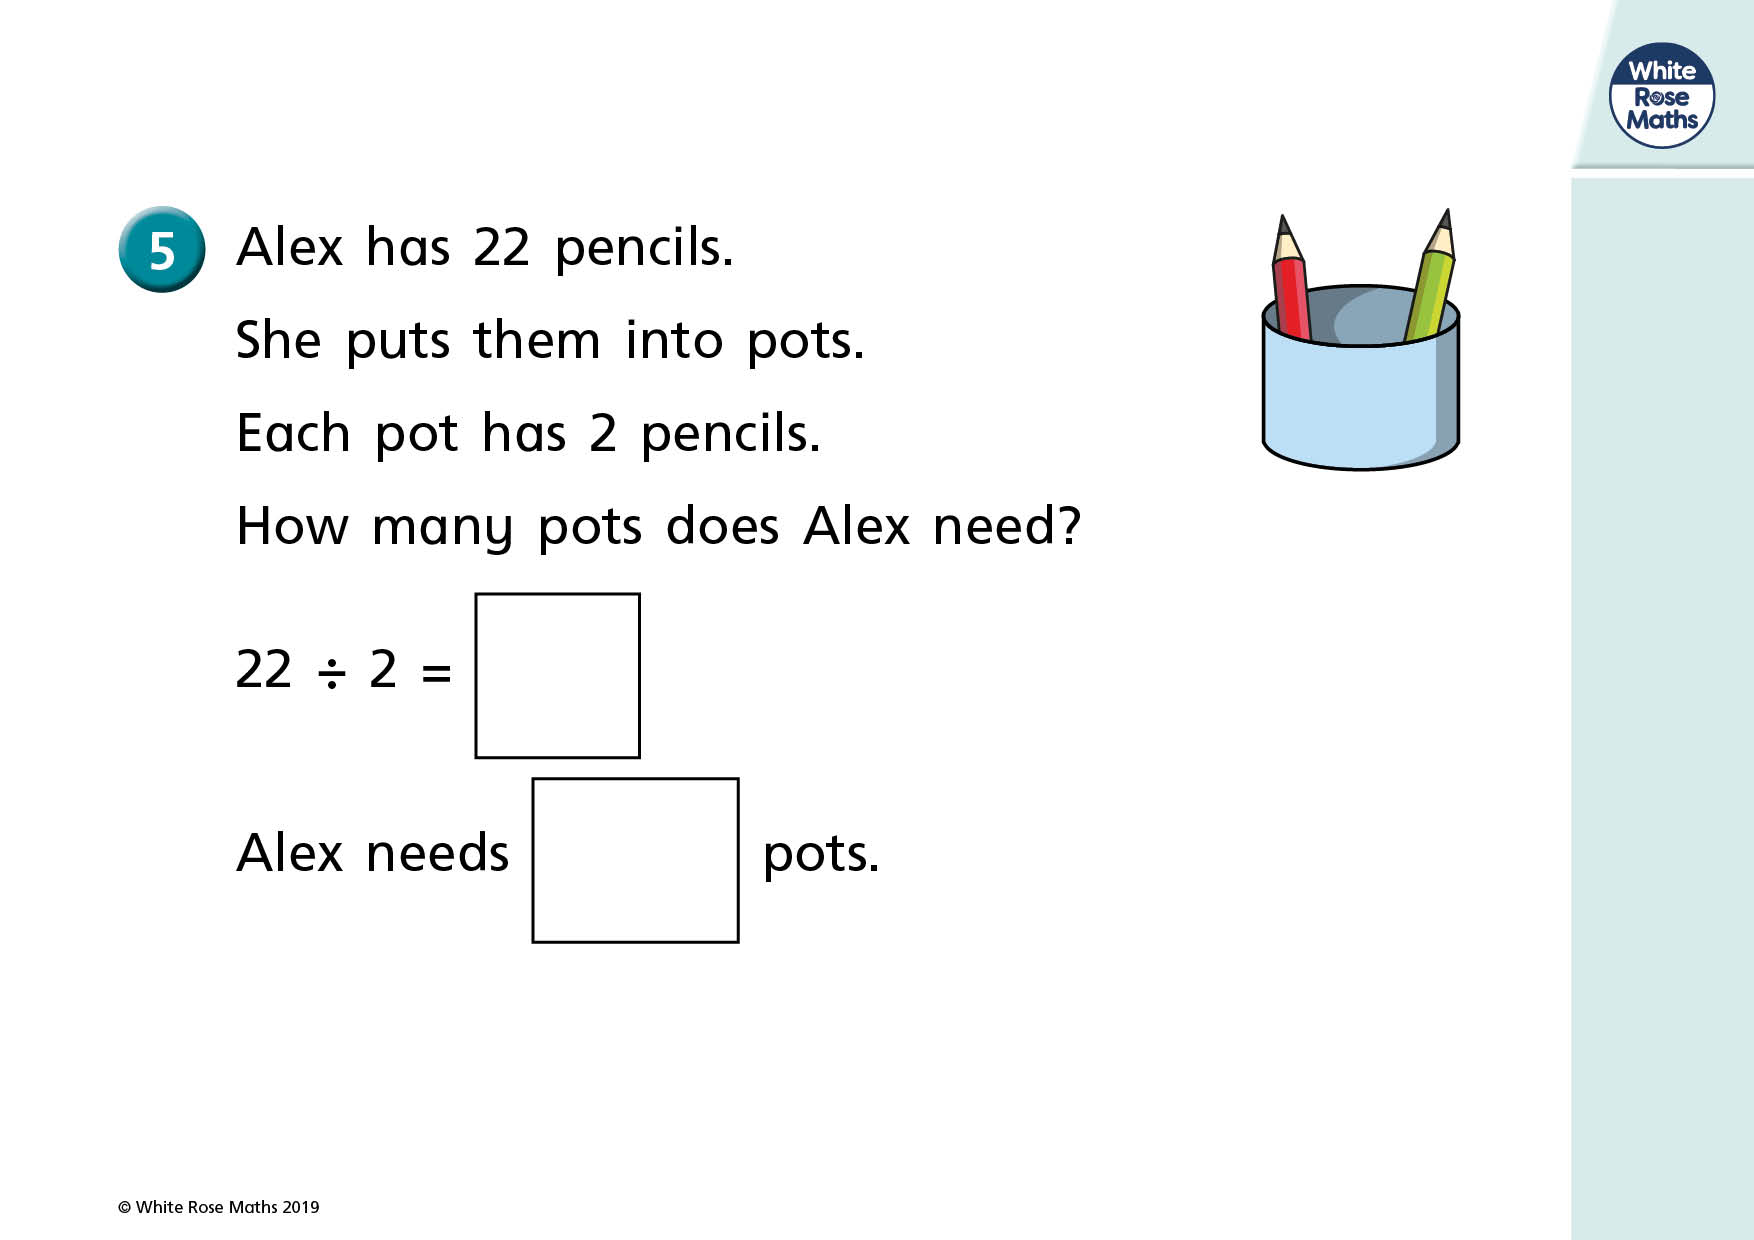 White
Rose
Maths
5 Alex has 22 pencils.
She puts them into pots.
Each pot has 2 pencils.
How many pots does Alex need?
22 ÷ 2 =
Alex needs pots.
© White Rose Maths 2019